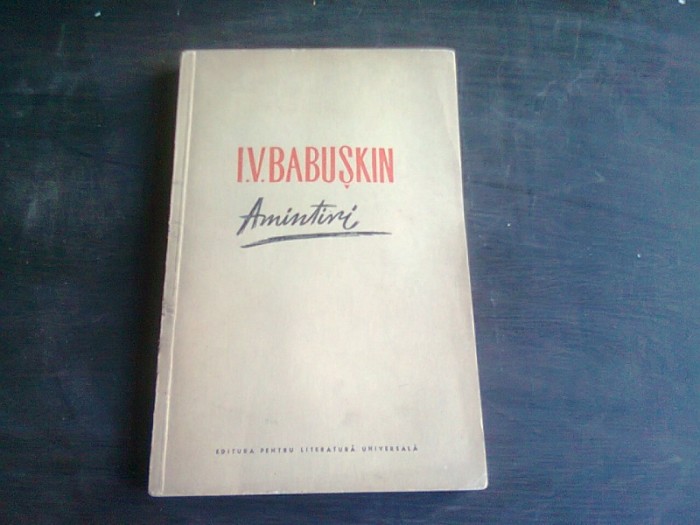 I.V. BABUȘKIN
Amintiri
EDITURA PENTRU LITERATURĂ UNIVERSALĂ